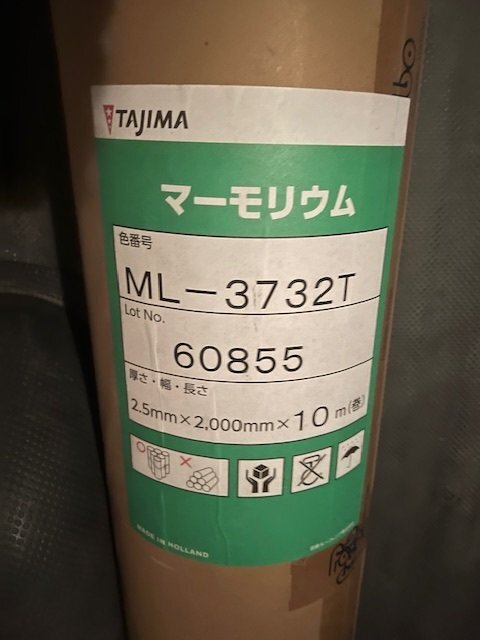 TAJIMA
マーモリウム
色番号
ML-3732T
Lot No.
60855
厚さ・幅・長さ
2.5mm×2,000mm×10m(巻)
MADE IN HOLLAND